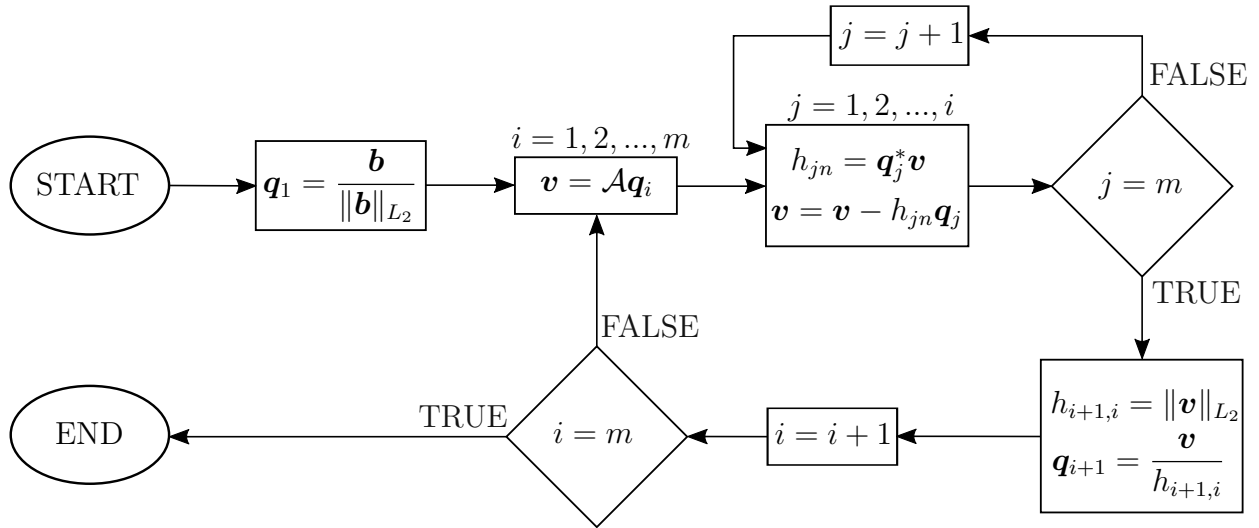 START
q₁ = b / ‖b‖_{L₂}
i = 1, 2, ..., m
v = 𝒜q_i
j = 1, 2, ..., i
h_{jn} = q_j^* v
v = v − h_{jn}q_j
j = j + 1
FALSE
j = m
TRUE
h_{i+1,i} = ‖v‖_{L₂}
q_{i+1} = v / h_{i+1,i}
i = i + 1
i = m
FALSE
TRUE
END